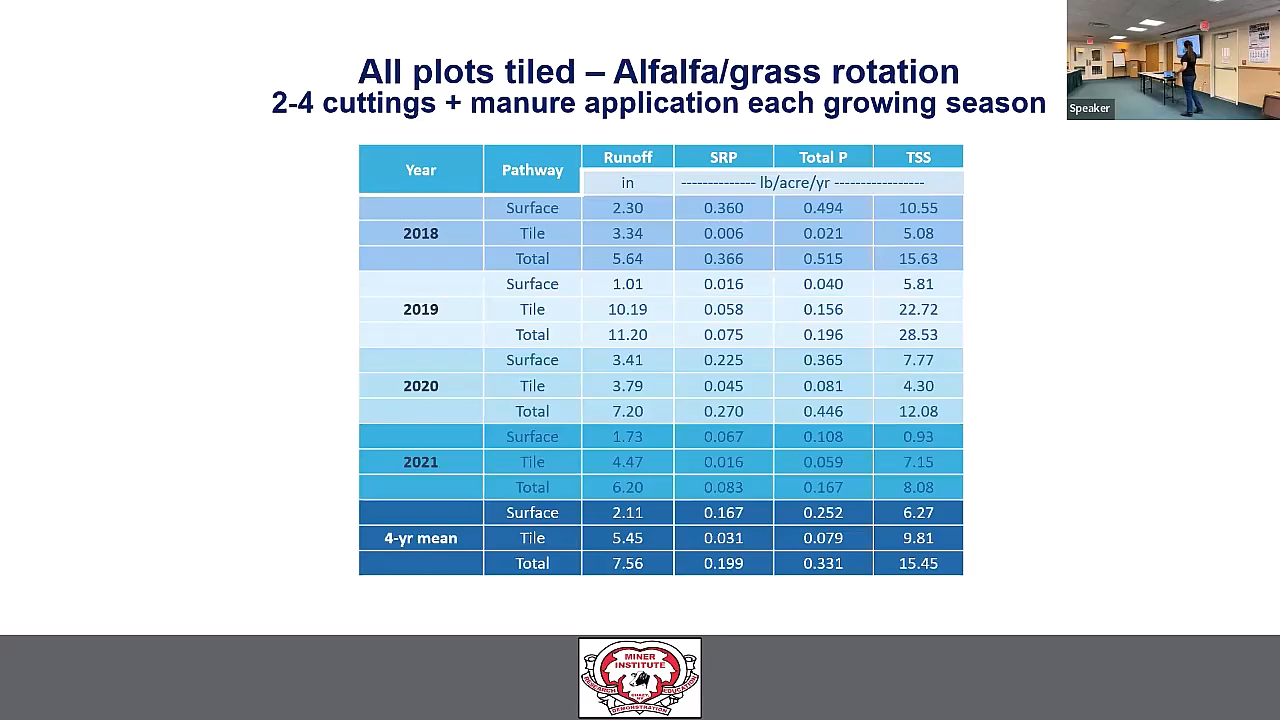 All plots tiled – Alfalfa/grass rotation
2-4 cuttings + manure application each growing season
Speaker
Year Pathway Runoff SRP Total P TSS
in -------------- lb/acre/yr -----------------
2018
Surface 2.30 0.360 0.494 10.55
Tile 3.34 0.006 0.021 5.08
Total 5.64 0.366 0.515 15.63
2019
Surface 1.01 0.016 0.040 5.81
Tile 10.19 0.058 0.156 22.72
Total 11.20 0.075 0.196 28.53
2020
Surface 3.41 0.225 0.365 7.77
Tile 3.79 0.045 0.081 4.30
Total 7.20 0.270 0.446 12.08
2021
Surface 1.73 0.067 0.108 0.93
Tile 4.47 0.016 0.059 7.15
Total 6.20 0.083 0.167 8.08
4-yr mean
Surface 2.11 0.167 0.252 6.27
Tile 5.45 0.031 0.079 9.81
Total 7.56 0.199 0.331 15.45
MINER
INSTITUTE
RESEARCH
EDUCATION
DEMONSTRATION